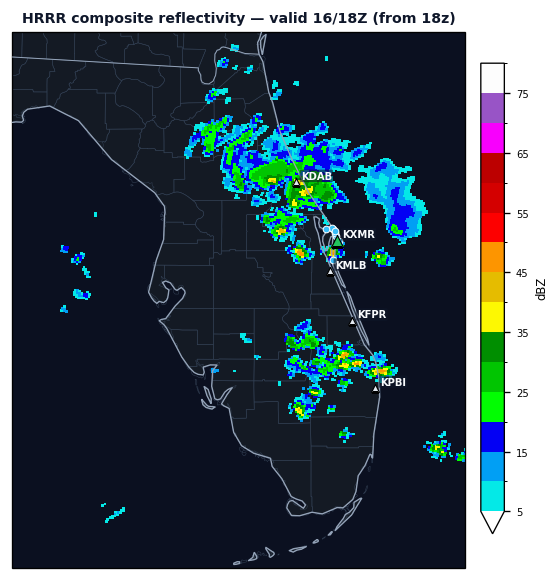 HRRR composite reflectivity — valid 16/18Z (from 18z)
KDAB
KXMR
KMLB
KFPR
KPBI
75
65
55
45
35
25
15
5
dBZ